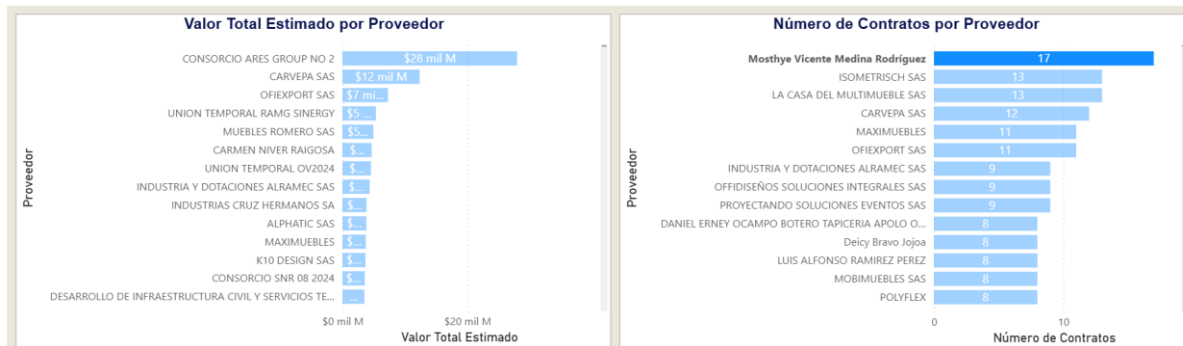 Valor Total Estimado por Proveedor
CONSORCIO ARES GROUP NO 2
$28 mil M
CARVEPA SAS
$12 mil M
OFIEXPORT SAS
$7 mi...
UNION TEMPORAL RAMG SINERGY
$5 ...
MUEBLES ROMERO SAS
$5...
CARMEN NIVER RAIGOSA
$...
UNION TEMPORAL OV2024
$...
INDUSTRIA Y DOTACIONES ALRAMEC SAS
$...
INDUSTRIAS CRUZ HERMANOS SA
$...
ALPHATIC SAS
$...
MAXIMUEBLES
$...
K10 DESIGN SAS
$...
CONSORCIO SNR 08 2024
$...
DESARROLLO DE INFRAESTRUCTURA CIVIL Y SERVICIOS TE...
...
Proveedor
$0 mil M
$20 mil M
Valor Total Estimado
Número de Contratos por Proveedor
Mosthye Vicente Medina Rodríguez
17
ISOMETRISCH SAS
13
LA CASA DEL MULTIMUEBLE SAS
13
CARVEPA SAS
12
MAXIMUEBLES
11
OFIEXPORT SAS
11
INDUSTRIA Y DOTACIONES ALRAMEC SAS
9
OFFIDISEÑOS SOLUCIONES INTEGRALES SAS
9
PROYECTANDO SOLUCIONES EVENTOS SAS
9
DANIEL ERNEY OCAMPO BOTERO TAPICERIA APOLO O...
8
Deicy Bravo Jojoa
8
LUIS ALFONSO RAMIREZ PEREZ
8
MOBIMUEBLES SAS
8
POLYFLEX
8
Proveedor
0
10
Número de Contratos